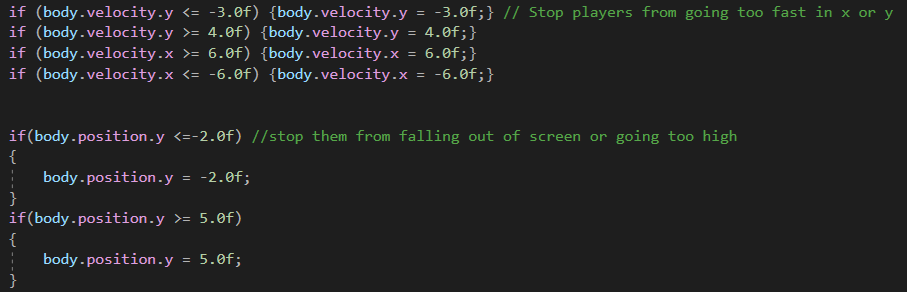 if (body.velocity.y <= -3.0f) {body.velocity.y = -3.0f;} // Stop players from going too fast in x or y
if (body.velocity.y >= 4.0f) {body.velocity.y = 4.0f;}
if (body.velocity.x >= 6.0f) {body.velocity.x = 6.0f;}
if (body.velocity.x <= -6.0f) {body.velocity.x = -6.0f;}
if(body.position.y <=-2.0f) //stop them from falling out of screen or going too high
{
body.position.y = -2.0f;
}
if(body.position.y >= 5.0f)
{
body.position.y = 5.0f;
}